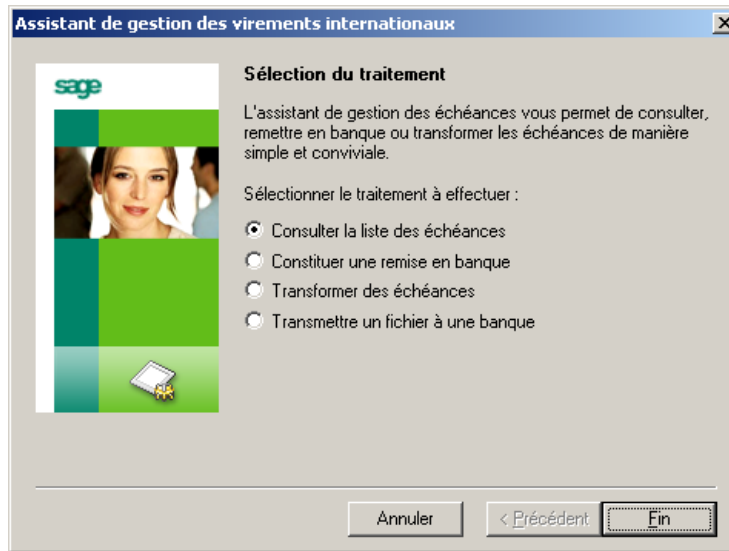 Assistant de gestion des virements internationaux
sage
Sélection du traitement
L'assistant de gestion des échéances vous permet de consulter,
remettre en banque ou transformer les échéances de manière
simple et conviviale.
Sélectionner le traitement à effectuer :
Consulter la liste des échéances
Constituer une remise en banque
Transformer des échéances
Transmettre un fichier à une banque
Annuler
< Précédent
Fin